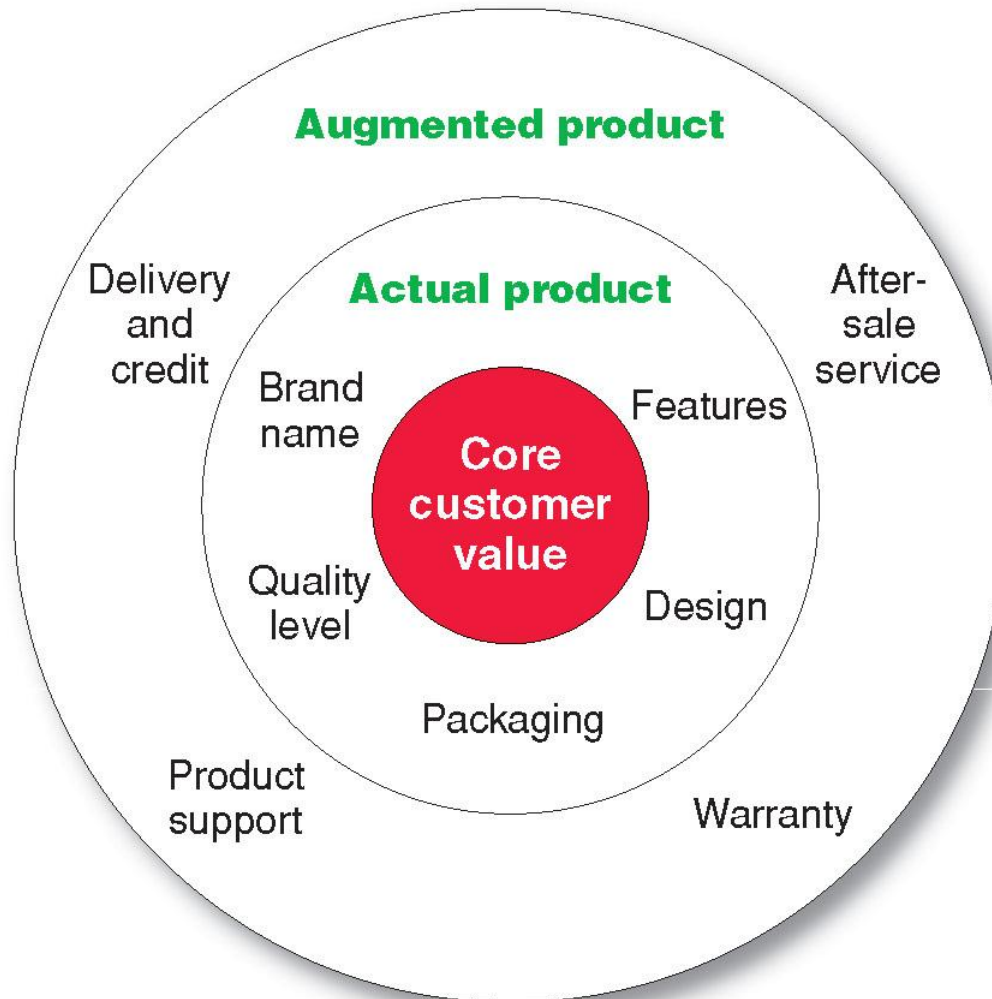 Augmented product
Delivery
and
credit
After-
sale
service
Actual product
Brand
name
Features
Core
customer
value
Quality
level
Design
Packaging
Product
support
Warranty